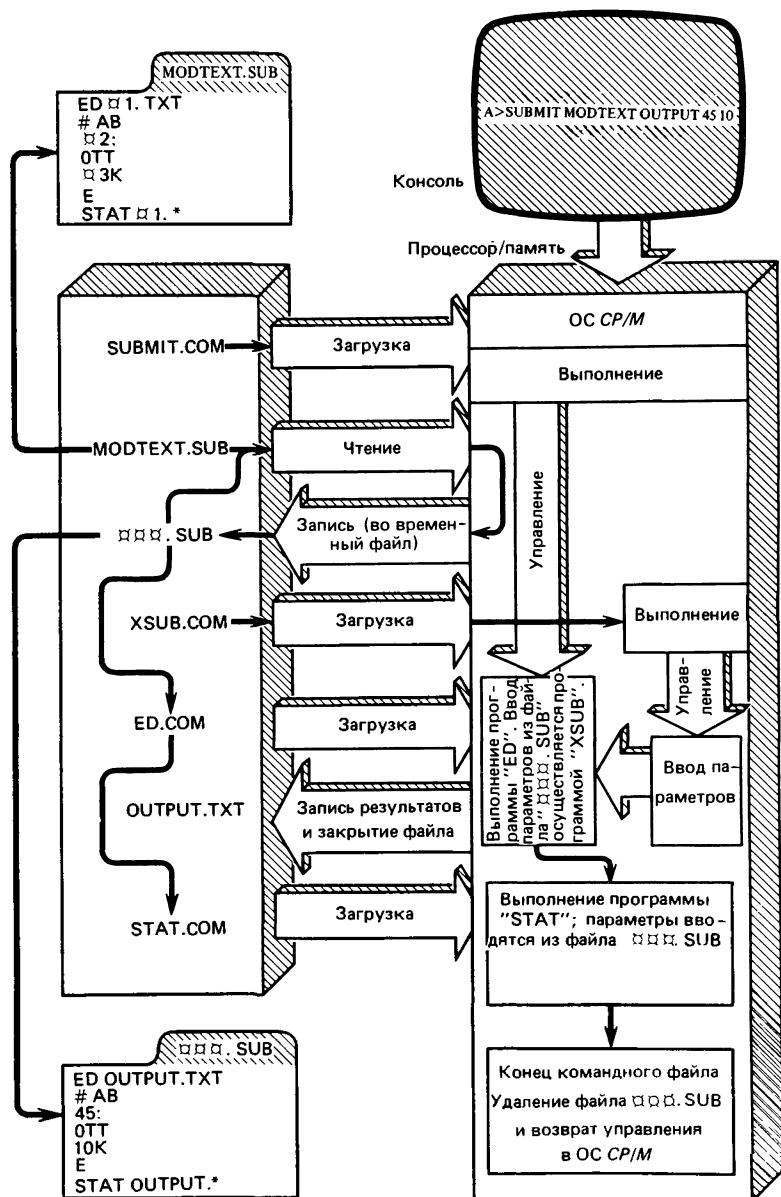 MODTEXT.SUB
ED ¤1. TXT
# AB
¤2:
0TT
¤3K
E
STAT ¤1. *
A>SUBMIT MODTEXT OUTPUT 45 10
Консоль
Процессор/память
SUBMIT.COM
Загрузка
ОС CP/M
Выполнение
MODTEXT.SUB
Чтение
¤¤¤. SUB
Запись (во времен-
ный файл)
Управление
XSUB.COM
Загрузка
Выполнение
Управ-
ление
ED.COM
Загрузка
Выполнение прог-
раммы "ED". Ввод
параметров из фай-
ла" ¤¤¤. SUB"
осуществляется про-
граммой "XSUB".
Ввод па-
раметров
OUTPUT.TXT
Запись результатов
и закрытие файла
STAT.COM
Загрузка
Выполнение программы
"STAT"; параметры вво-
дятся из файла ¤¤¤. SUB
Конец командного файла
Удаление файла ¤¤¤. SUB
и возврат управления
в ОС CP/M
¤¤¤. SUB
ED OUTPUT.TXT
# AB
45:
0TT
10K
E
STAT OUTPUT.*